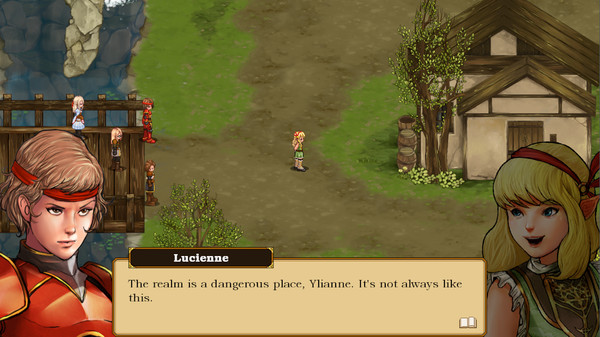 Lucienne
The realm is a dangerous place, Ylianne. It's not always like
this.